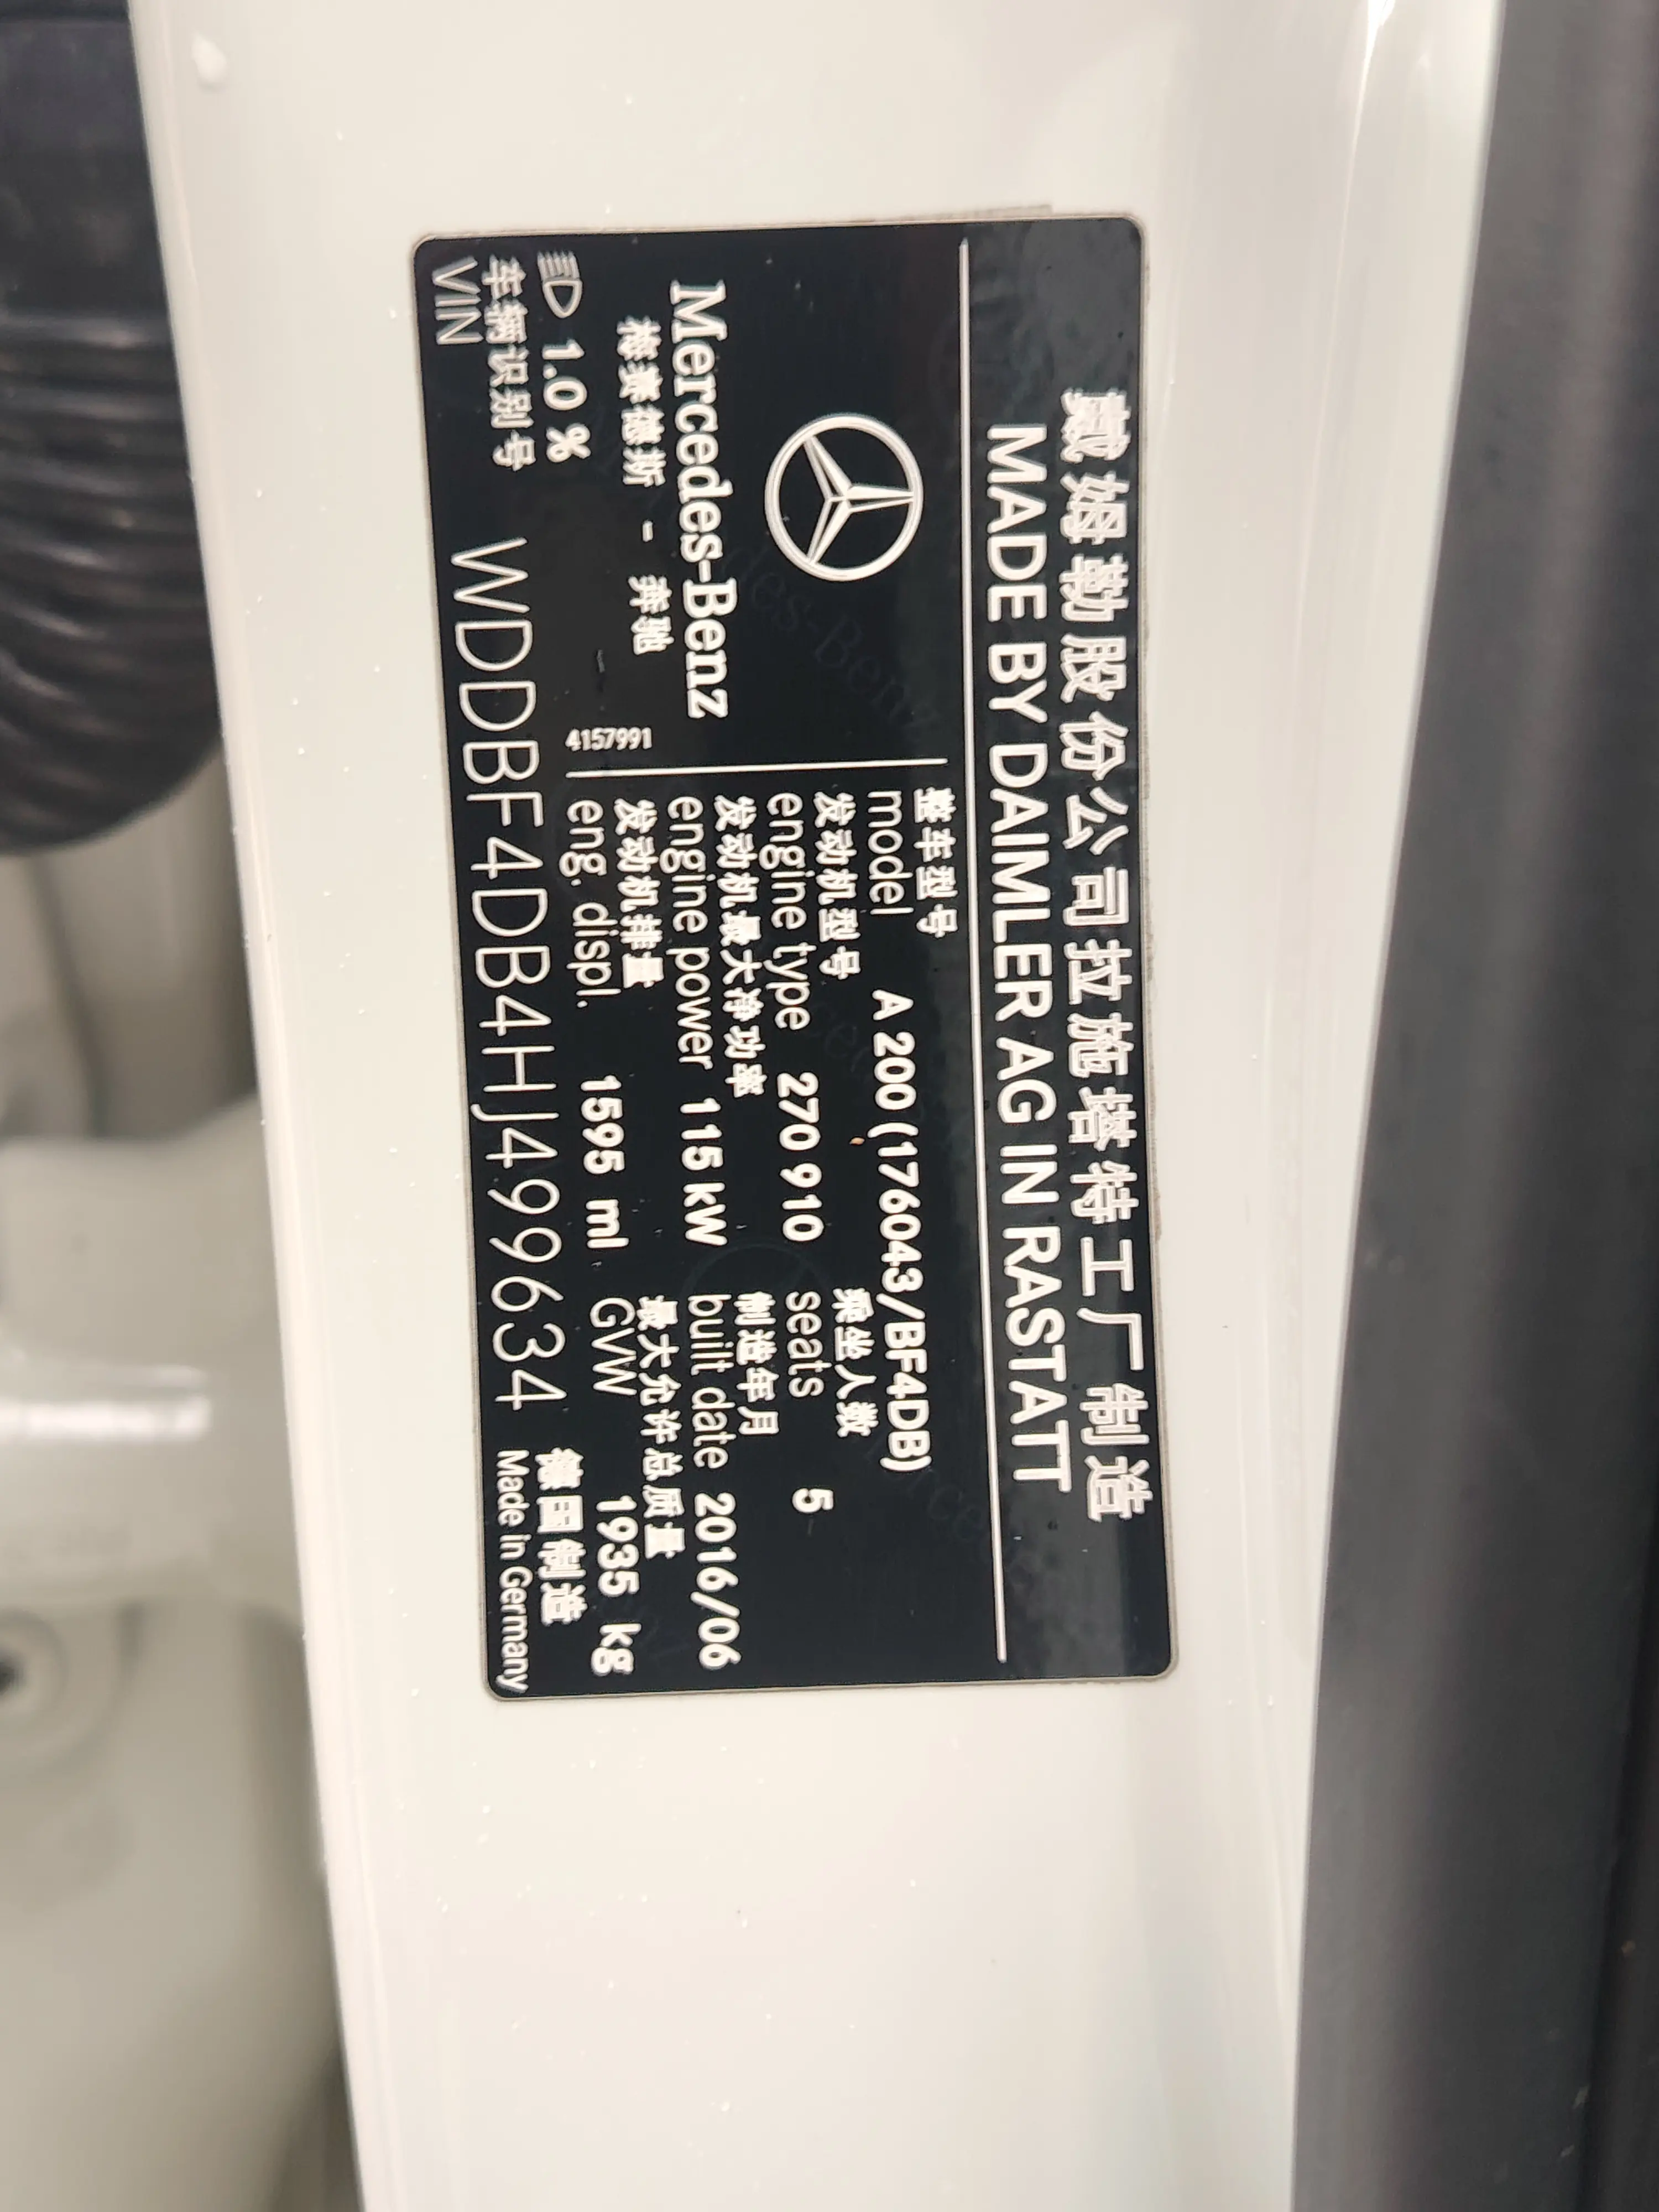 戴姆勒股份公司拉施塔特工厂制造
MADE BY DAIMLER AG IN RASTATT
Mercedes-Benz
梅赛德斯 - 奔驰
4157991
整车型号
model A 200 (176043/BF4DB)
发动机型号 乘坐人数
engine type 270 910 seats 5
发动机最大净功率 制造年月
engine power 115 kW built date 2016/06
发动机排量 最大允许总质量
eng. displ. 1595 ml GVW 1935 kg
1.0 %
车辆识别号 德国制造
VIN WDDBF4DB4HJ499634 Made in Germany